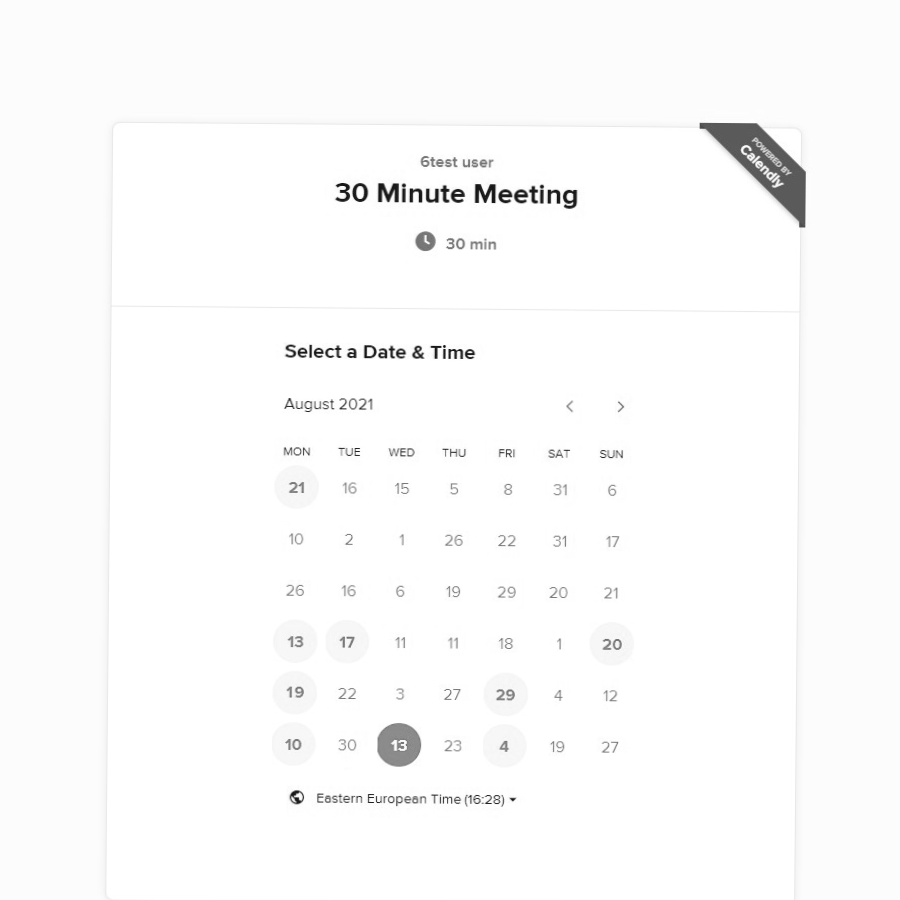 POWERED BY
Calendly
6test user
30 Minute Meeting
30 min
Select a Date & Time
August 2021
MON TUE WED THU FRI SAT SUN
21 16 15 5 8 31 6
10 2 1 26 22 31 17
26 16 6 19 29 20 21
13 17 11 11 18 1 20
19 22 3 27 29 4 12
10 30 13 23 4 19 27
Eastern European Time (16:28)